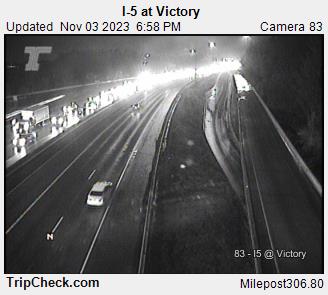 I-5 at Victory
Updated Nov 03 2023 6:58 PM Camera 83
T
N
83 - I5 @ Victory
TripCheck.com Milepost306.80